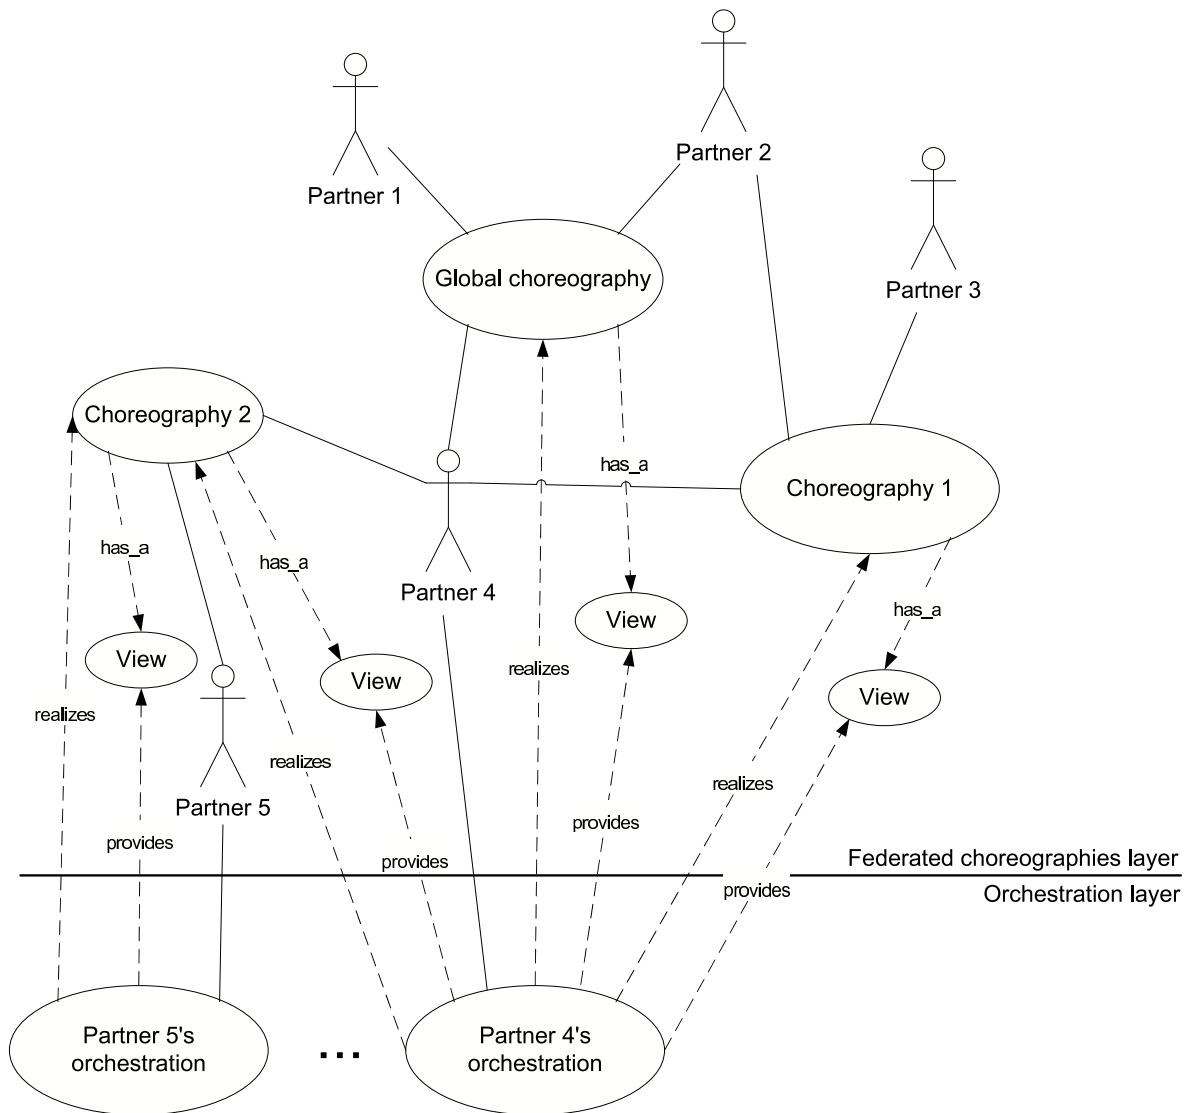 Partner 2
Partner 1
Global choreography
Partner 3
Choreography 2
has_a
Choreography 1
has_a
has_a
Partner 4
View
has_a
View
realizes
View
View
realizes
realizes
realizes
Partner 5
provides
provides
provides
Federated choreographies layer
provides
Orchestration layer
Partner 5's
orchestration
...
Partner 4's
orchestration